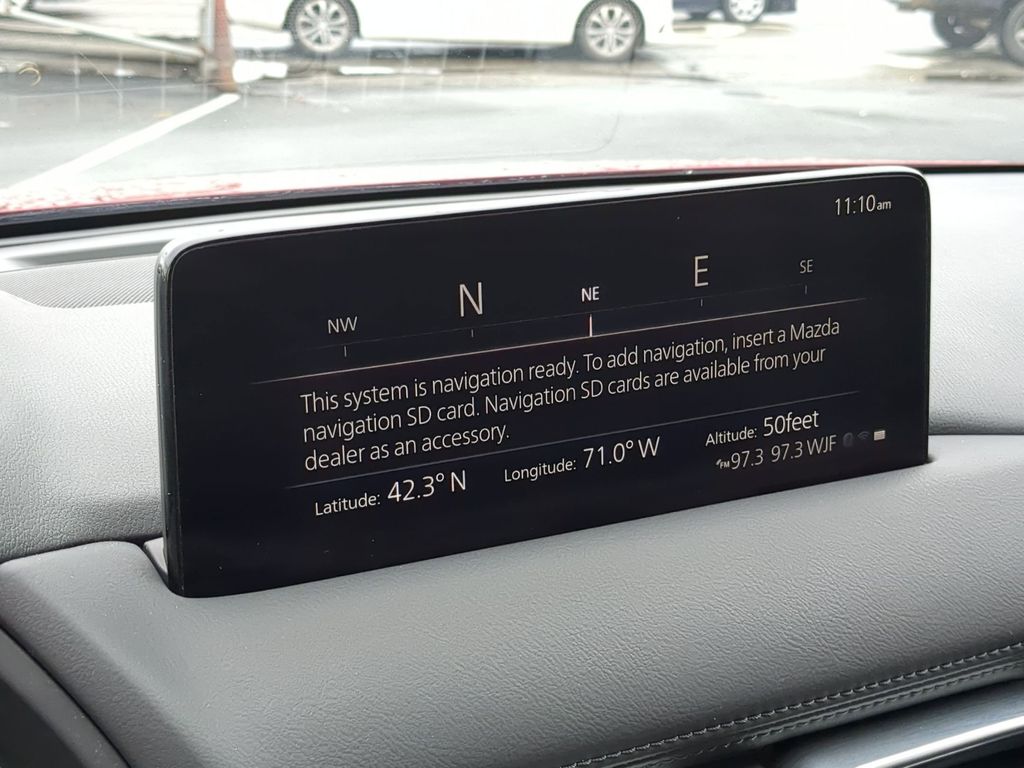 11:10am
NW N NE E SE
This system is navigation ready. To add navigation, insert a Mazda
navigation SD card. Navigation SD cards are available from your
dealer as an accessory.
Latitude: 42.3° N Longitude: 71.0° W Altitude: 50feet
FM 97.3 97.3 WJF